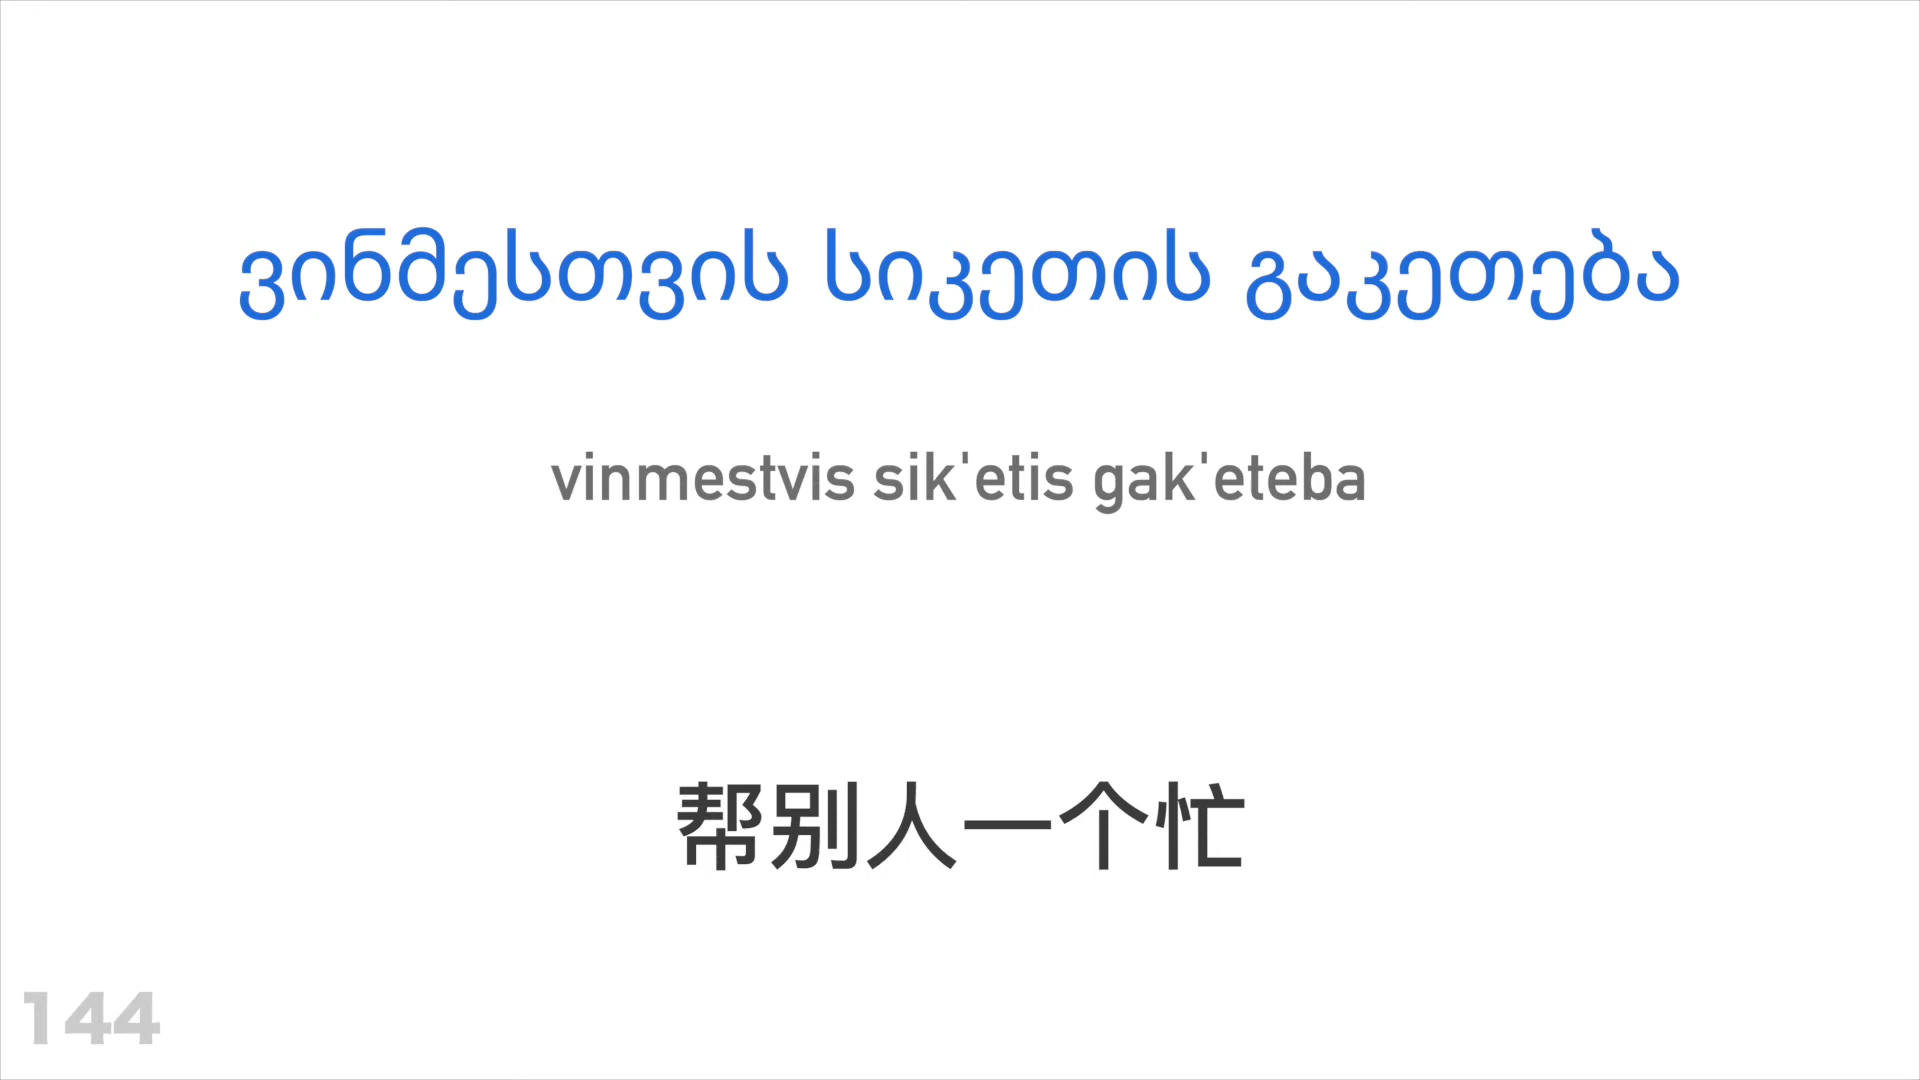 ვინმესთვის სიკეთის გაკეთება
vinmestvis sik'etis gak'eteba
帮别人一个忙
144